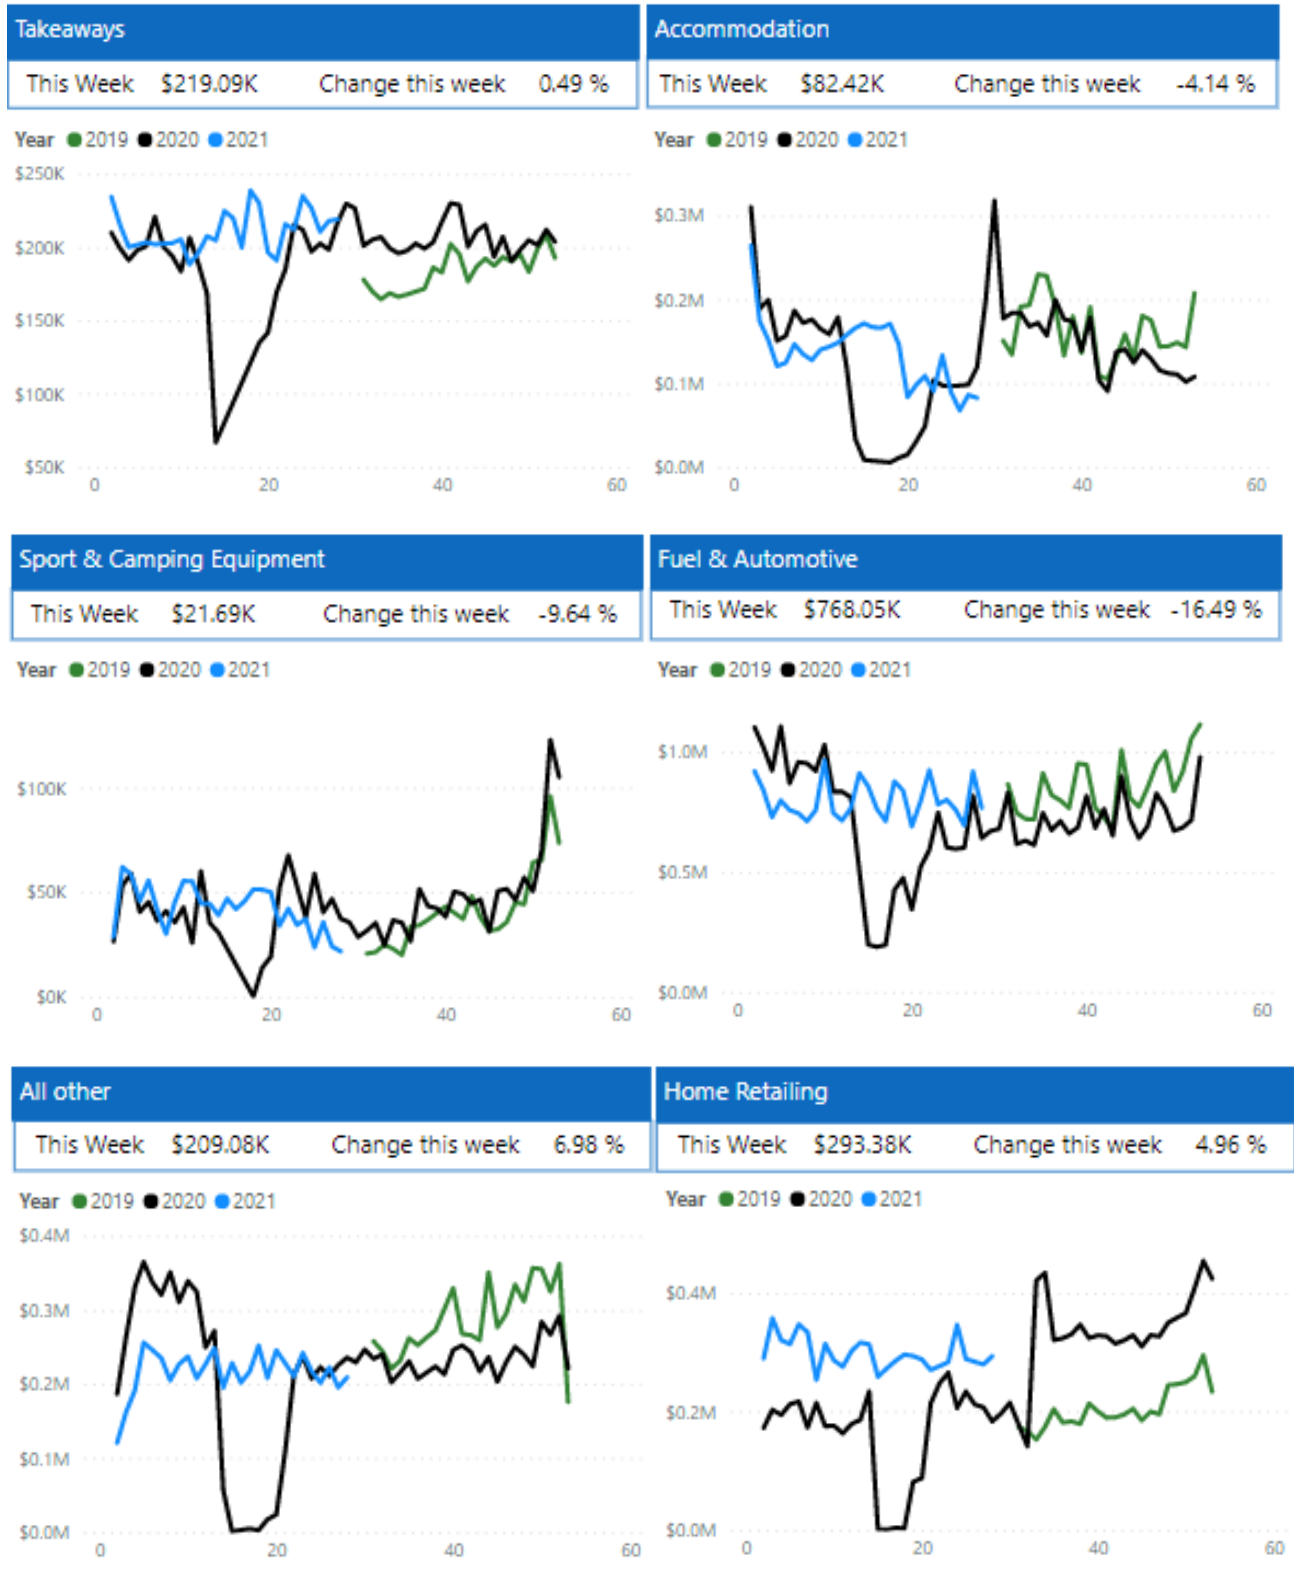 Takeaways
This Week $219.09K Change this week 0.49 %
Year 2019 2020 2021
$250K
$200K
$150K
$100K
$50K
0 20 40 60
Accommodation
This Week $82.42K Change this week -4.14 %
Year 2019 2020 2021
$0.3M
$0.2M
$0.1M
$0.0M
0 20 40 60
Sport & Camping Equipment
This Week $21.69K Change this week -9.64 %
Year 2019 2020 2021
$100K
$50K
$0K
0 20 40 60
Fuel & Automotive
This Week $768.05K Change this week -16.49 %
Year 2019 2020 2021
$1.0M
$0.5M
$0.0M
0 20 40 60
All other
This Week $209.08K Change this week 6.98 %
Year 2019 2020 2021
$0.4M
$0.3M
$0.2M
$0.1M
$0.0M
0 20 40 60
Home Retailing
This Week $293.38K Change this week 4.96 %
Year 2019 2020 2021
$0.4M
$0.2M
$0.0M
0 20 40 60